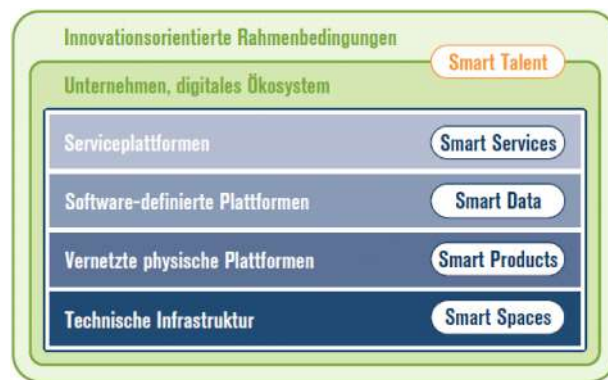 Innovationsorientierte Rahmenbedingungen
Smart Talent
Unternehmen, digitales Ökosystem
Serviceplattformen Smart Services
Software-definierte Plattformen Smart Data
Vernetzte physische Plattformen Smart Products
Technische Infrastruktur Smart Spaces